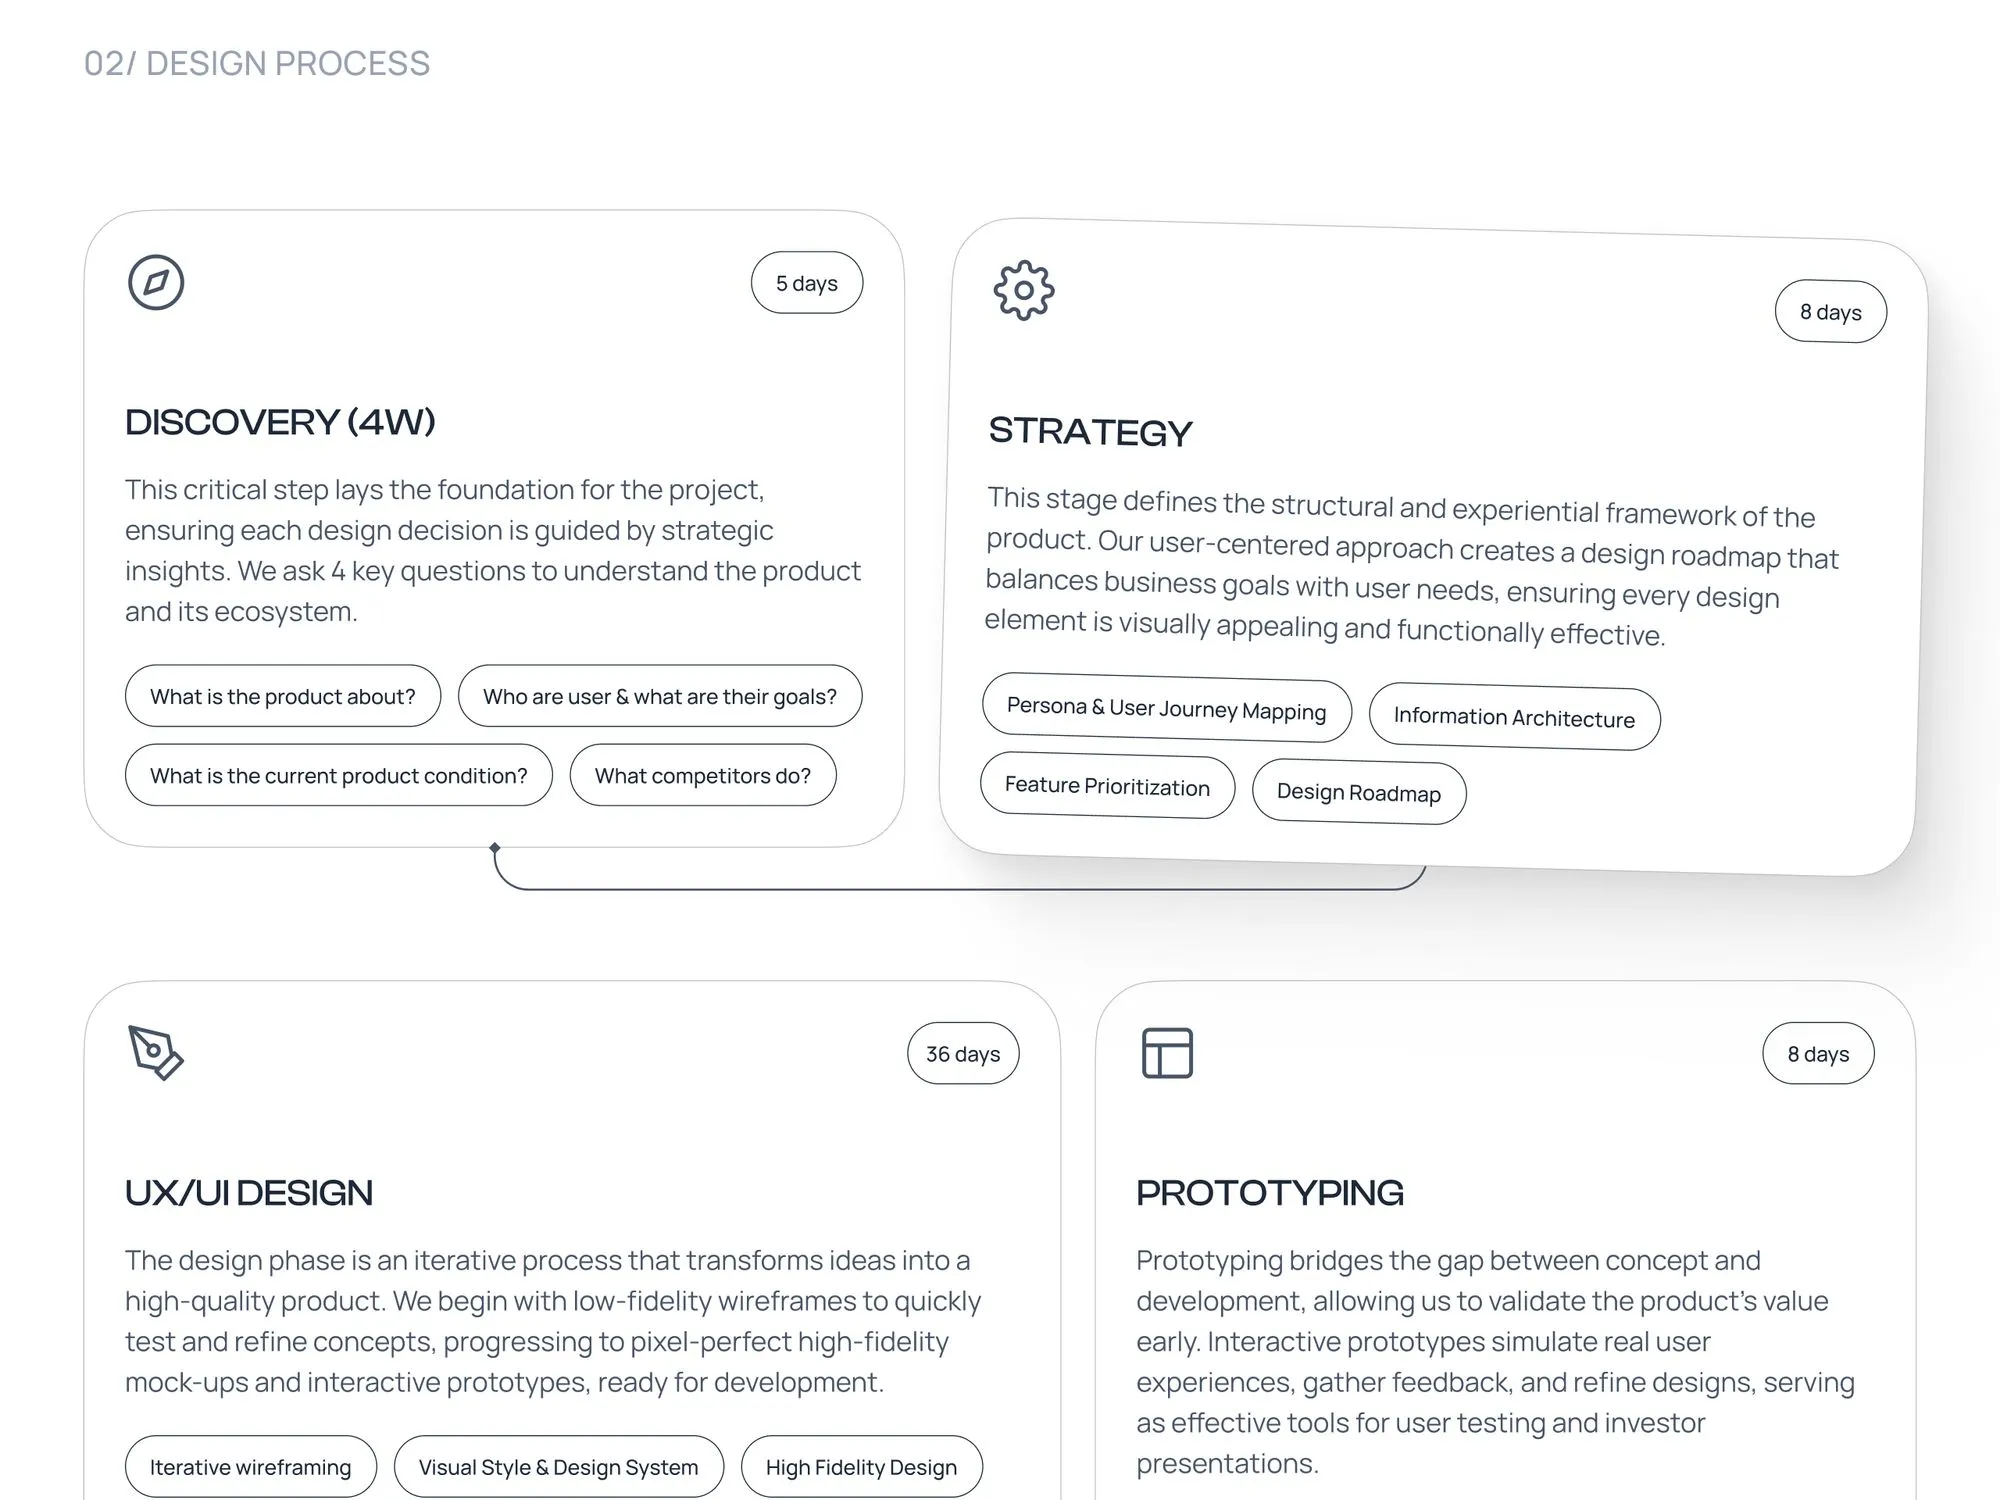 02/ DESIGN PROCESS
5 days
DISCOVERY (4W)
This critical step lays the foundation for the project,
ensuring each design decision is guided by strategic
insights. We ask 4 key questions to understand the product
and its ecosystem.
What is the product about?
Who are user & what are their goals?
What is the current product condition?
What competitors do?
8 days
STRATEGY
This stage defines the structural and experiential framework of the
product. Our user-centered approach creates a design roadmap that
balances business goals with user needs, ensuring every design
element is visually appealing and functionally effective.
Persona & User Journey Mapping
Information Architecture
Feature Prioritization
Design Roadmap
36 days
UX/UI DESIGN
The design phase is an iterative process that transforms ideas into a
high-quality product. We begin with low-fidelity wireframes to quickly
test and refine concepts, progressing to pixel-perfect high-fidelity
mock-ups and interactive prototypes, ready for development.
Iterative wireframing
Visual Style & Design System
High Fidelity Design
8 days
PROTOTYPING
Prototyping bridges the gap between concept and
development, allowing us to validate the product’s value
early. Interactive prototypes simulate real user
experiences, gather feedback, and refine designs, serving
as effective tools for user testing and investor
presentations.